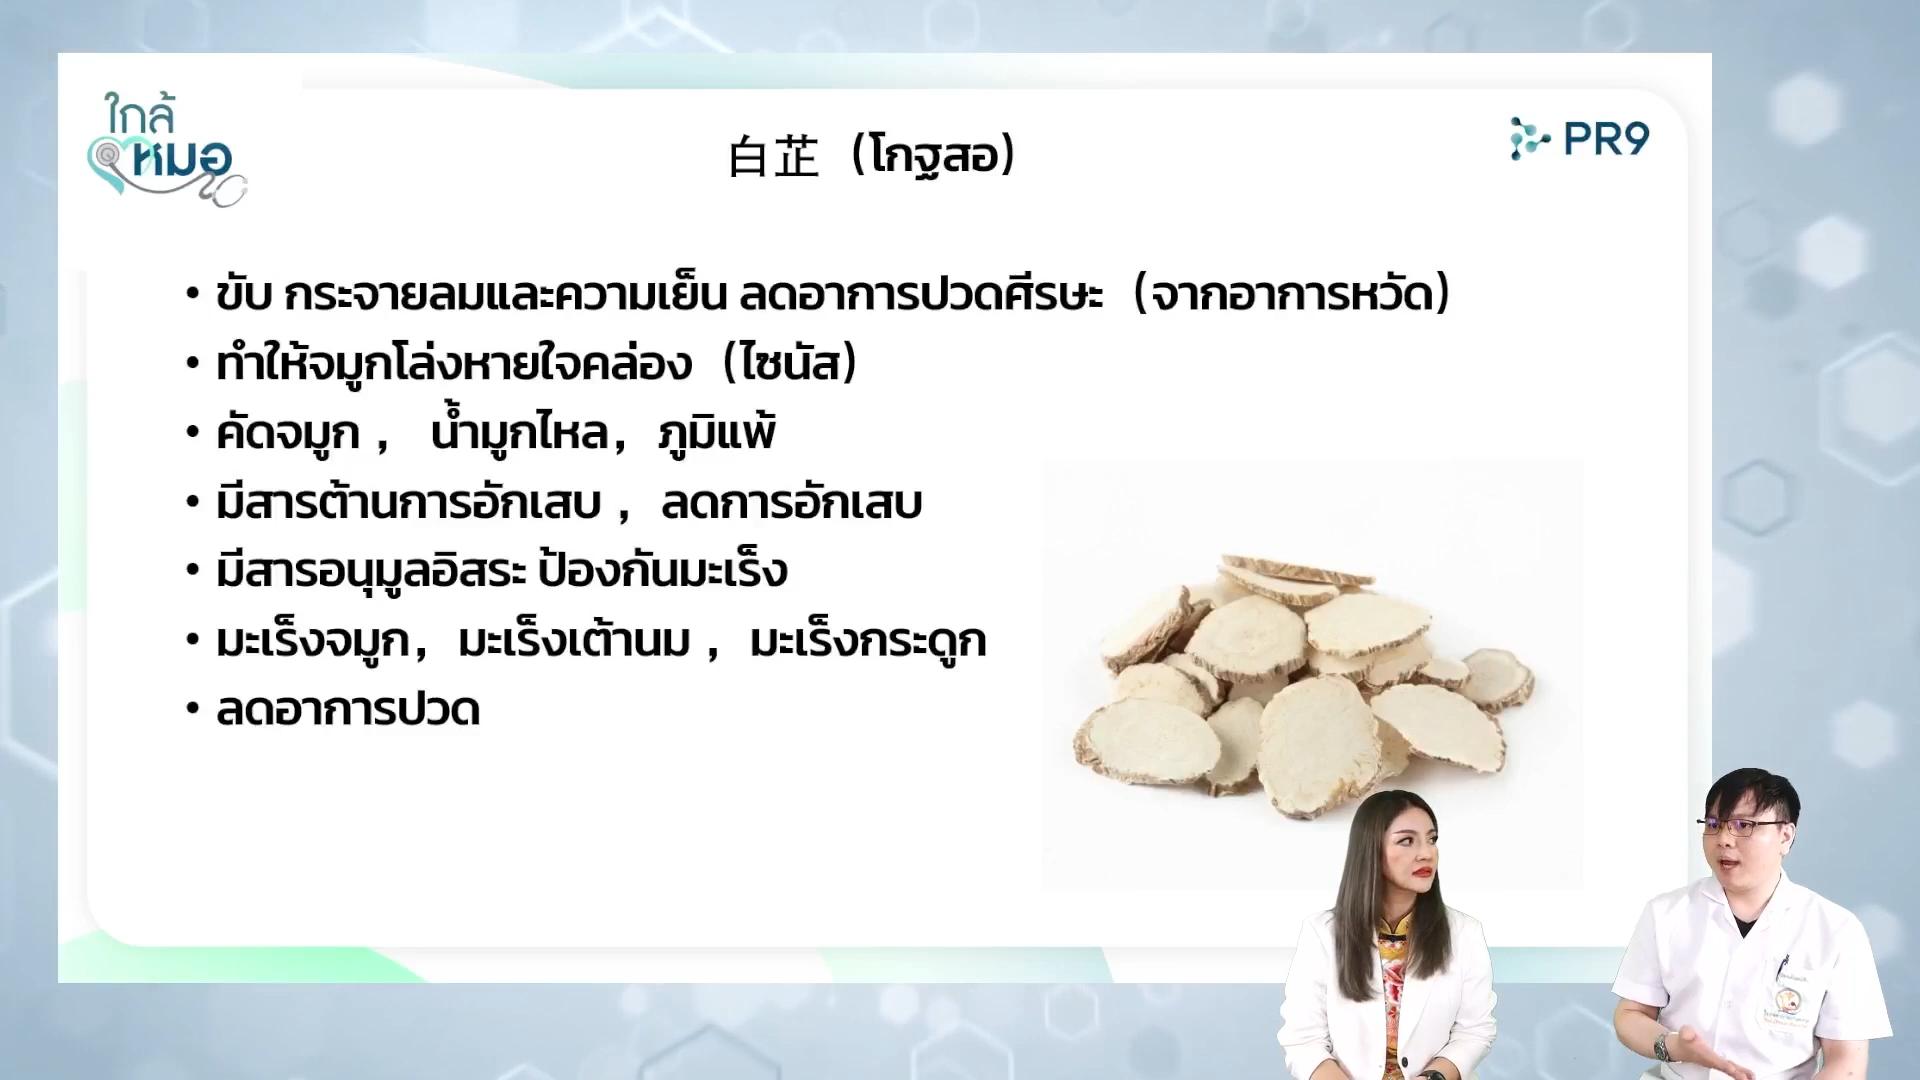 ใกล้
หมอ
PR9
白芷 (โกฐสอ)
• ขับ กระจายลมและความเย็น ลดอาการปวดศีรษะ (จากอาการหวัด)
• ทำให้จมูกโล่งหายใจคล่อง (ไซนัส)
• คัดจมูก , น้ำมูกไหล, ภูมิแพ้
• มีสารต้านการอักเสบ , ลดการอักเสบ
• มีสารอนุมูลอิสระ ป้องกันมะเร็ง
• มะเร็งจมูก, มะเร็งเต้านม , มะเร็งกระดูก
• ลดอาการปวด